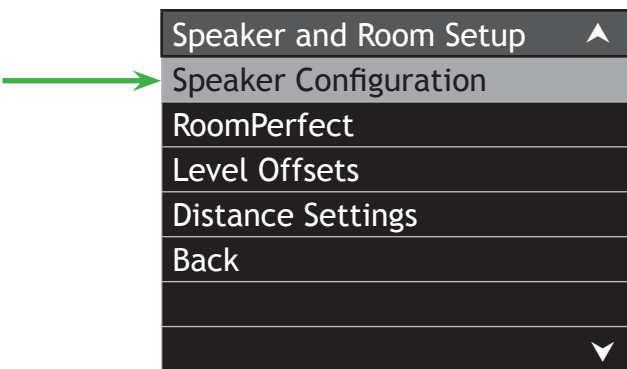 Speaker and Room Setup
Speaker Configuration
RoomPerfect
Level Offsets
Distance Settings
Back